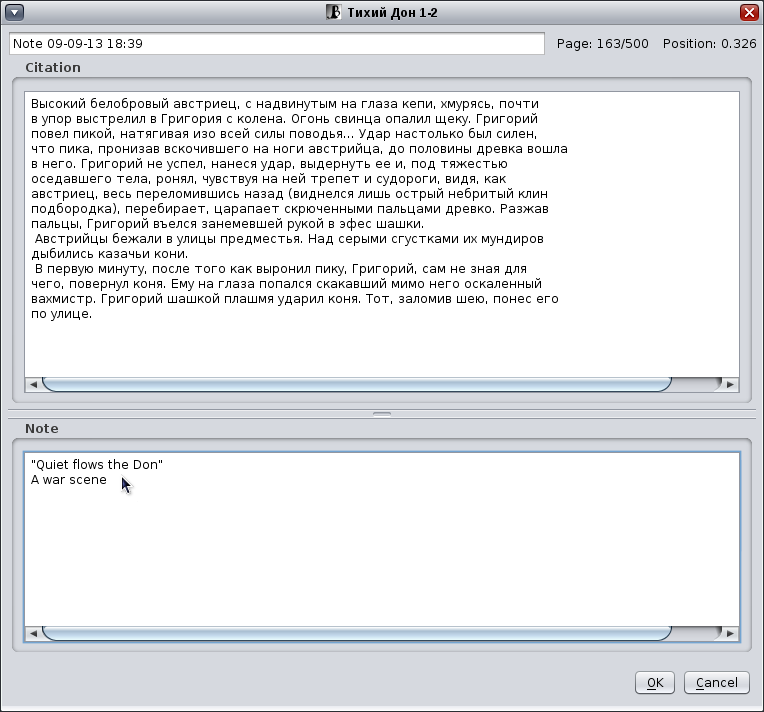 Тихий Дон 1-2
Note 09-09-13 18:39 Page: 163/500 Position: 0.326
Citation
Высокий белобровый австриец, с надвинутым на глаза кепи, хмурясь, почти
в упор выстрелил в Григория с колена. Огонь свинца опалил щеку. Григорий
повел пикой, натягивая изо всей силы поводья... Удар настолько был силен,
что пика, пронизав вскочившего на ноги австрийца, до половины древка вошла
в него. Григорий не успел, нанеся удар, выдернуть ее и, под тяжестью
оседавшего тела, ронял, чувствуя на ней трепет и судороги, видя, как
австриец, весь переломившись назад (виднелся лишь острый небритый клин
подбородка), перебирает, царапает скрюченными пальцами древко. Разжав
пальцы, Григорий въелся занемевшей рукой в эфес шашки.
Австрийцы бежали в улицы предместья. Над серыми сгустками их мундиров
дыбились казачьи кони.
В первую минуту, после того как выронил пику, Григорий, сам не зная для
чего, повернул коня. Ему на глаза попался скакавший мимо него оскаленный
вахмистр. Григорий шашкой плашмя ударил коня. Тот, заломив шею, понес его
по улице.
Note
"Quiet flows the Don"
A war scene
OK Cancel